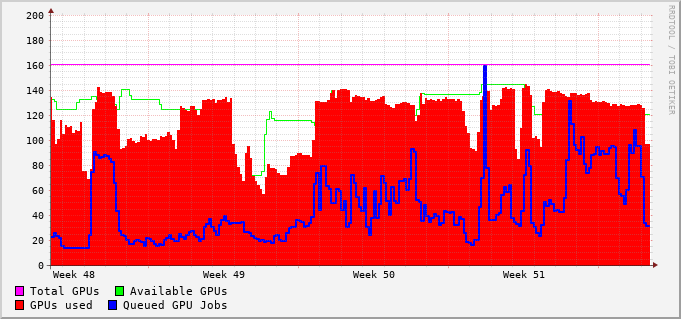 200
180
160
140
120
100
80
60
40
20
0
Week 48 Week 49 Week 50 Week 51
Total GPUs Available GPUs
GPUs used Queued GPU Jobs
RRDTOOL / TOBI OETIKER